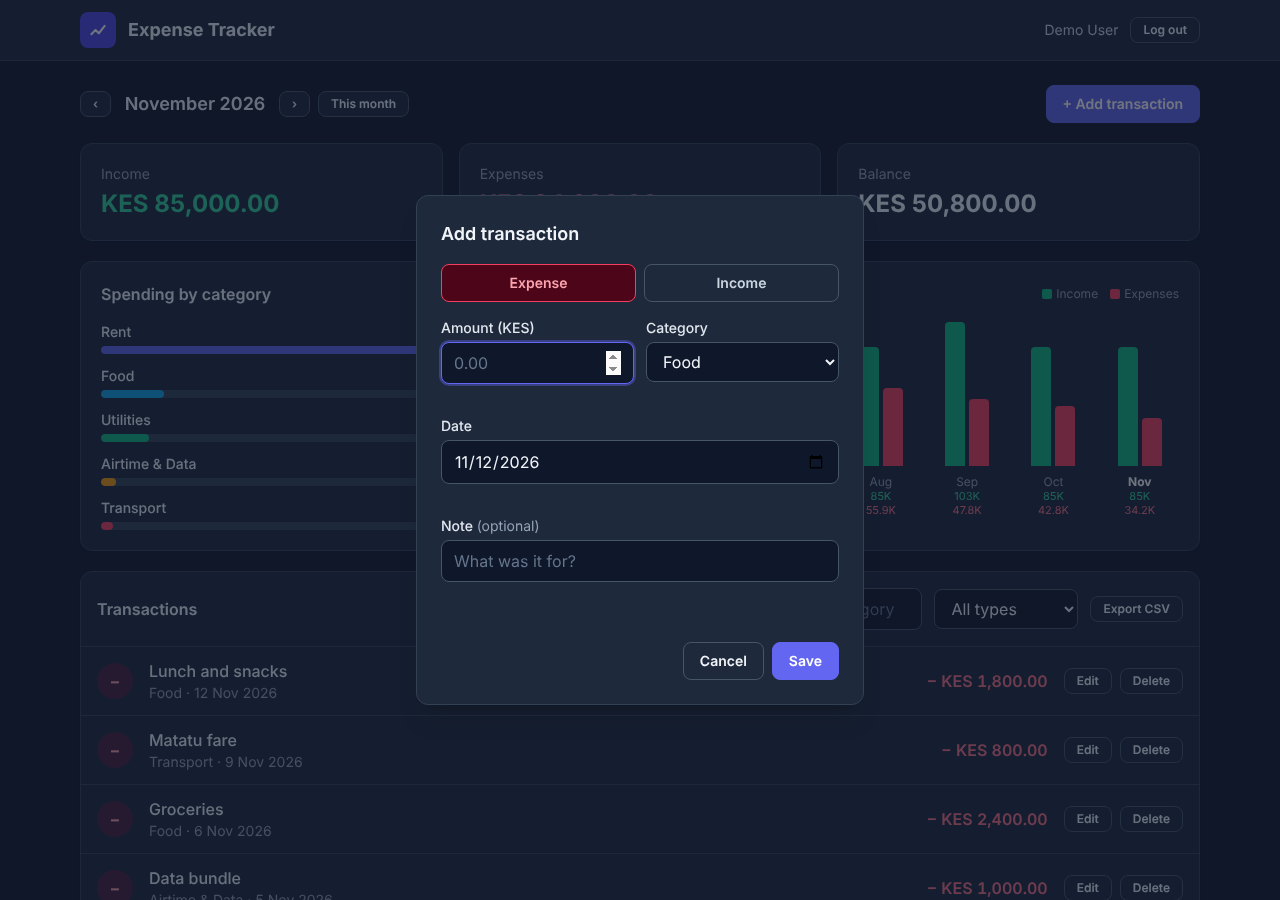 Expense Tracker
Demo User
Log out
‹
November 2026
›
This month
+ Add transaction
Income
KES 85,000.00
Expenses
Balance
KES 50,800.00
Spending by category
Rent
Food
Utilities
Airtime & Data
Transport
Income
Expenses
Aug
85K
55.9K
Sep
103K
47.8K
Oct
85K
42.8K
Nov
85K
34.2K
Add transaction
Expense
Income
Amount (KES)
Category
0.00
Food
Date
11/12/2026
Note (optional)
What was it for?
Cancel
Save
Transactions
All types
Export CSV
Lunch and snacks
Food · 12 Nov 2026
− KES 1,800.00
Edit
Delete
Matatu fare
Transport · 9 Nov 2026
− KES 800.00
Edit
Delete
Groceries
Food · 6 Nov 2026
− KES 2,400.00
Edit
Delete
Data bundle
Airtime & Data · 5 Nov 2026
− KES 1,000.00
Edit
Delete